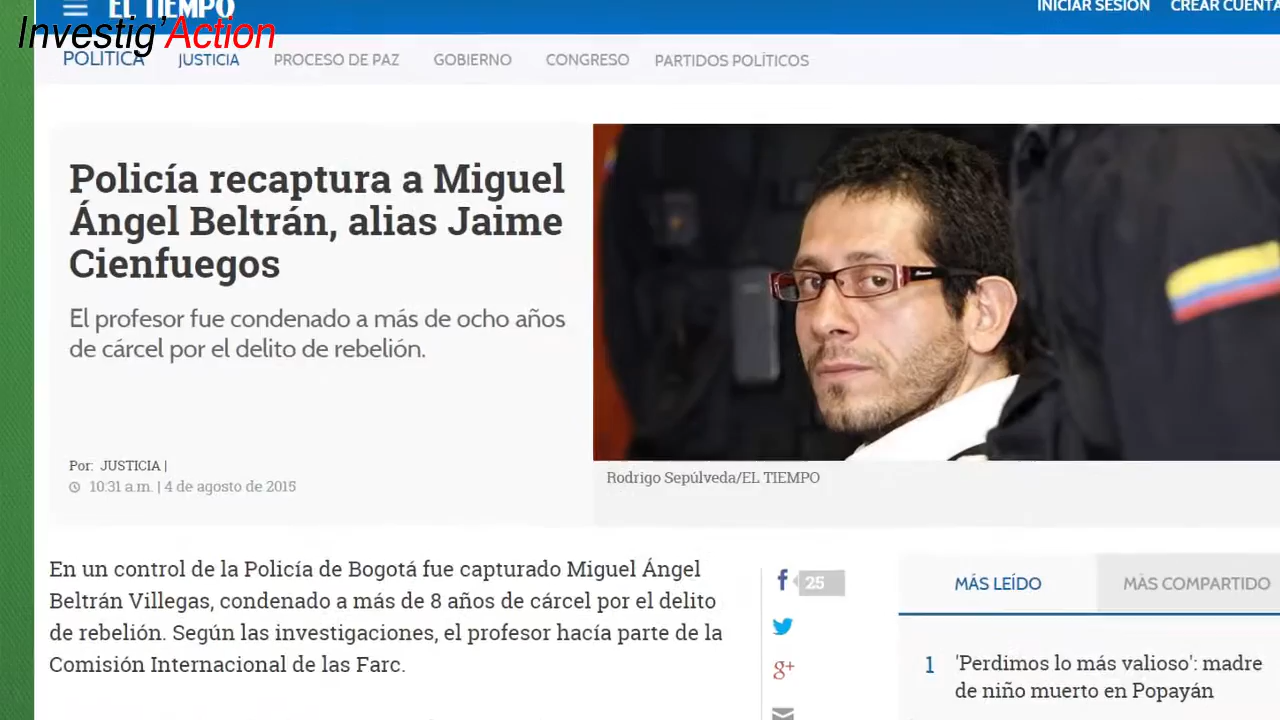 EL TIEMPO
INICIAR SESIÓN CREAR CUENTA
Investig'Action
POLÍTICA JUSTICIA PROCESO DE PAZ GOBIERNO CONGRESO PARTIDOS POLÍTICOS
Policía recaptura a Miguel
Ángel Beltrán, alias Jaime
Cienfuegos
El profesor fue condenado a más de ocho años
de cárcel por el delito de rebelión.
Por: JUSTICIA |
10:31 a.m. | 4 de agosto de 2015
Rodrigo Sepúlveda/EL TIEMPO
En un control de la Policía de Bogotá fue capturado Miguel Ángel
Beltrán Villegas, condenado a más de 8 años de cárcel por el delito
de rebelión. Según las investigaciones, el profesor hacía parte de la
Comisión Internacional de las Farc.
25
MÁS LEÍDO MÁS COMPARTIDO
1 'Perdimos lo más valioso': madre
de niño muerto en Popayán